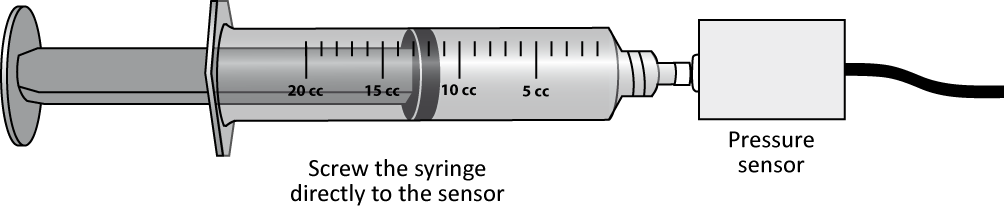 20 cc 15 cc 10 cc 5 cc
Pressure
sensor
Screw the syringe
directly to the sensor